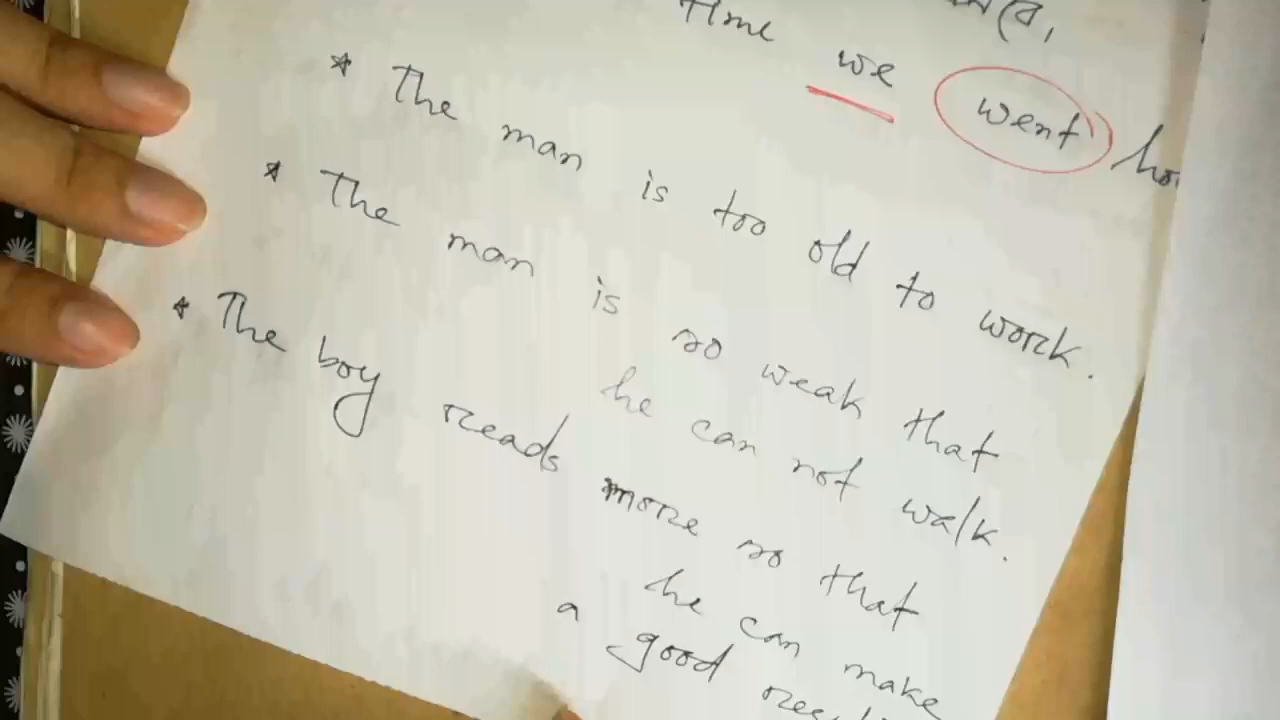 time we went
* The man is too old to work.
* The man is so weak that
he can not walk.
* The boy reads more so that
he can make
a good